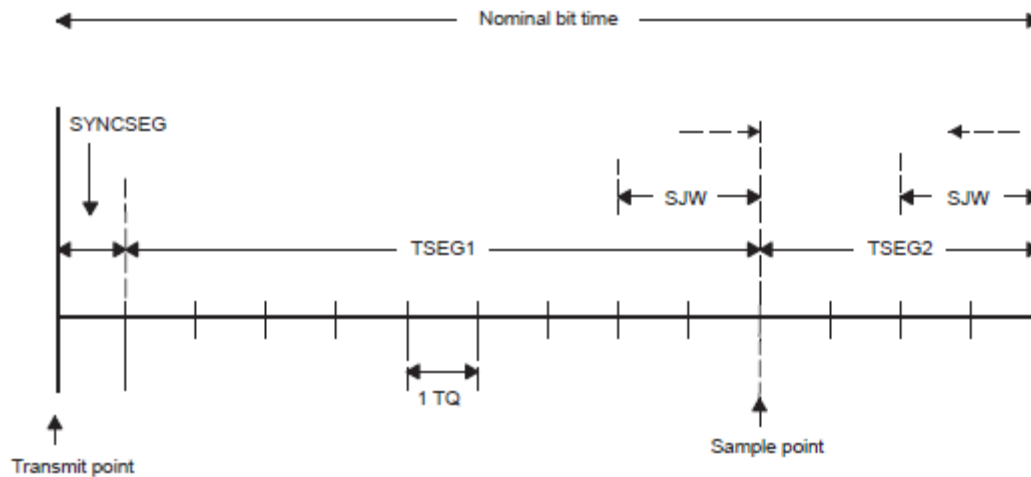 Nominal bit time
SYNCSEG
SJW
SJW
TSEG1
TSEG2
1 TQ
Sample point
Transmit point